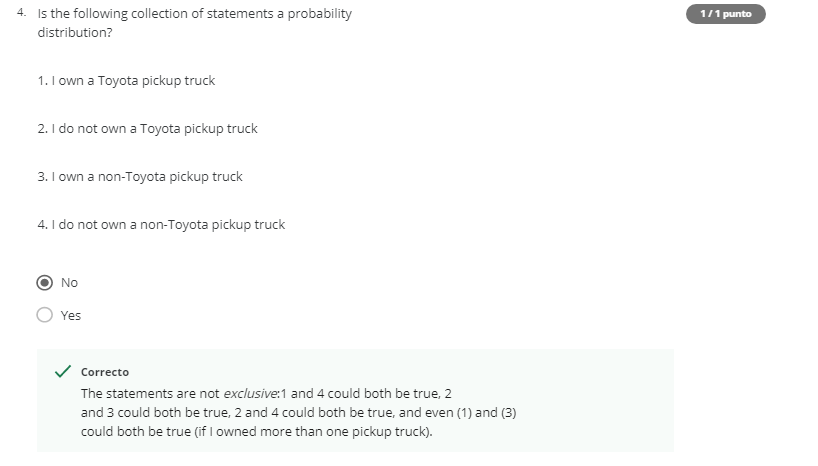 4. Is the following collection of statements a probability
1 / 1 punto
distribution?
1. I own a Toyota pickup truck
2. I do not own a Toyota pickup truck
3. I own a non-Toyota pickup truck
4. I do not own a non-Toyota pickup truck
No
Yes
Correcto
The statements are not exclusive:1 and 4 could both be true, 2
and 3 could both be true, 2 and 4 could both be true, and even (1) and (3)
could both be true (if I owned more than one pickup truck).